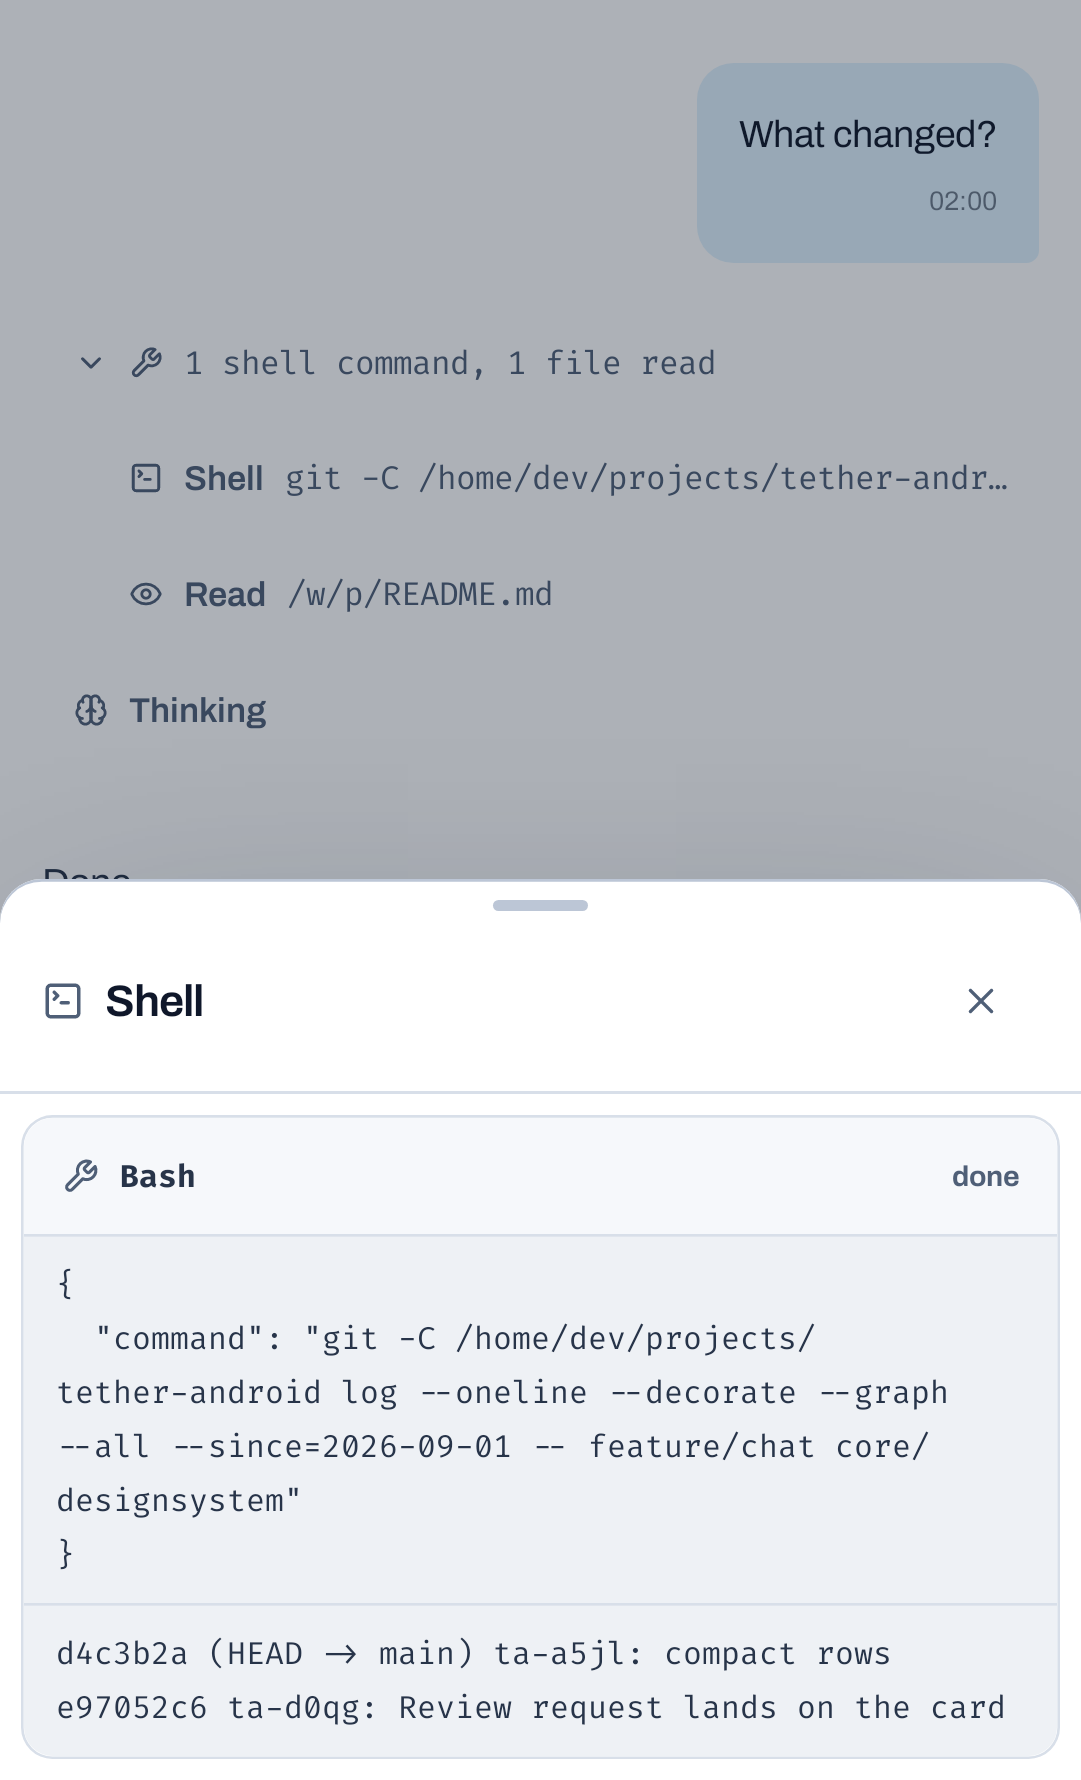 What changed?
02:00
1 shell command, 1 file read
Shell git -C /home/dev/projects/tether-andr…
Read /w/p/README.md
Thinking
Done
Shell
Bash
done
{
  "command": "git -C /home/dev/projects/
tether-android log --oneline --decorate --graph
--all --since=2026-09-01 -- feature/chat core/
designsystem"
}
d4c3b2a (HEAD -> main) ta-a5jl: compact rows
e97052c6 ta-d0qg: Review request lands on the card